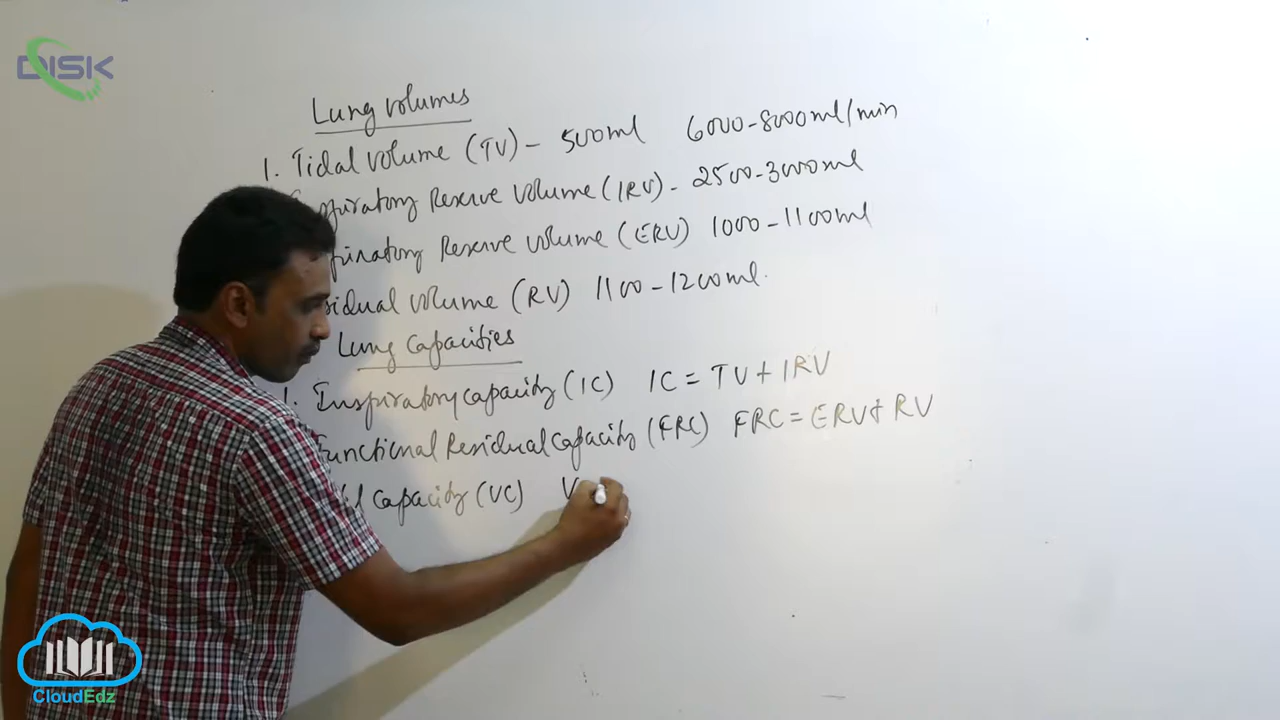 DISK
Lung volumes
1. Tidal volume (TV) - 500ml 6000-8000ml/min
Reserve volume (IRV) - 2500-3000ml
Reserve volume (ERV) 1000-1100ml
volume (RV) 1100-1200ml.
Lung Capacities
1. Inspiratory capacity (IC) IC = TV + IRV
Functional Residual capacity (FRC) FRC = ERV + RV
capacity (VC) V
CloudEdz